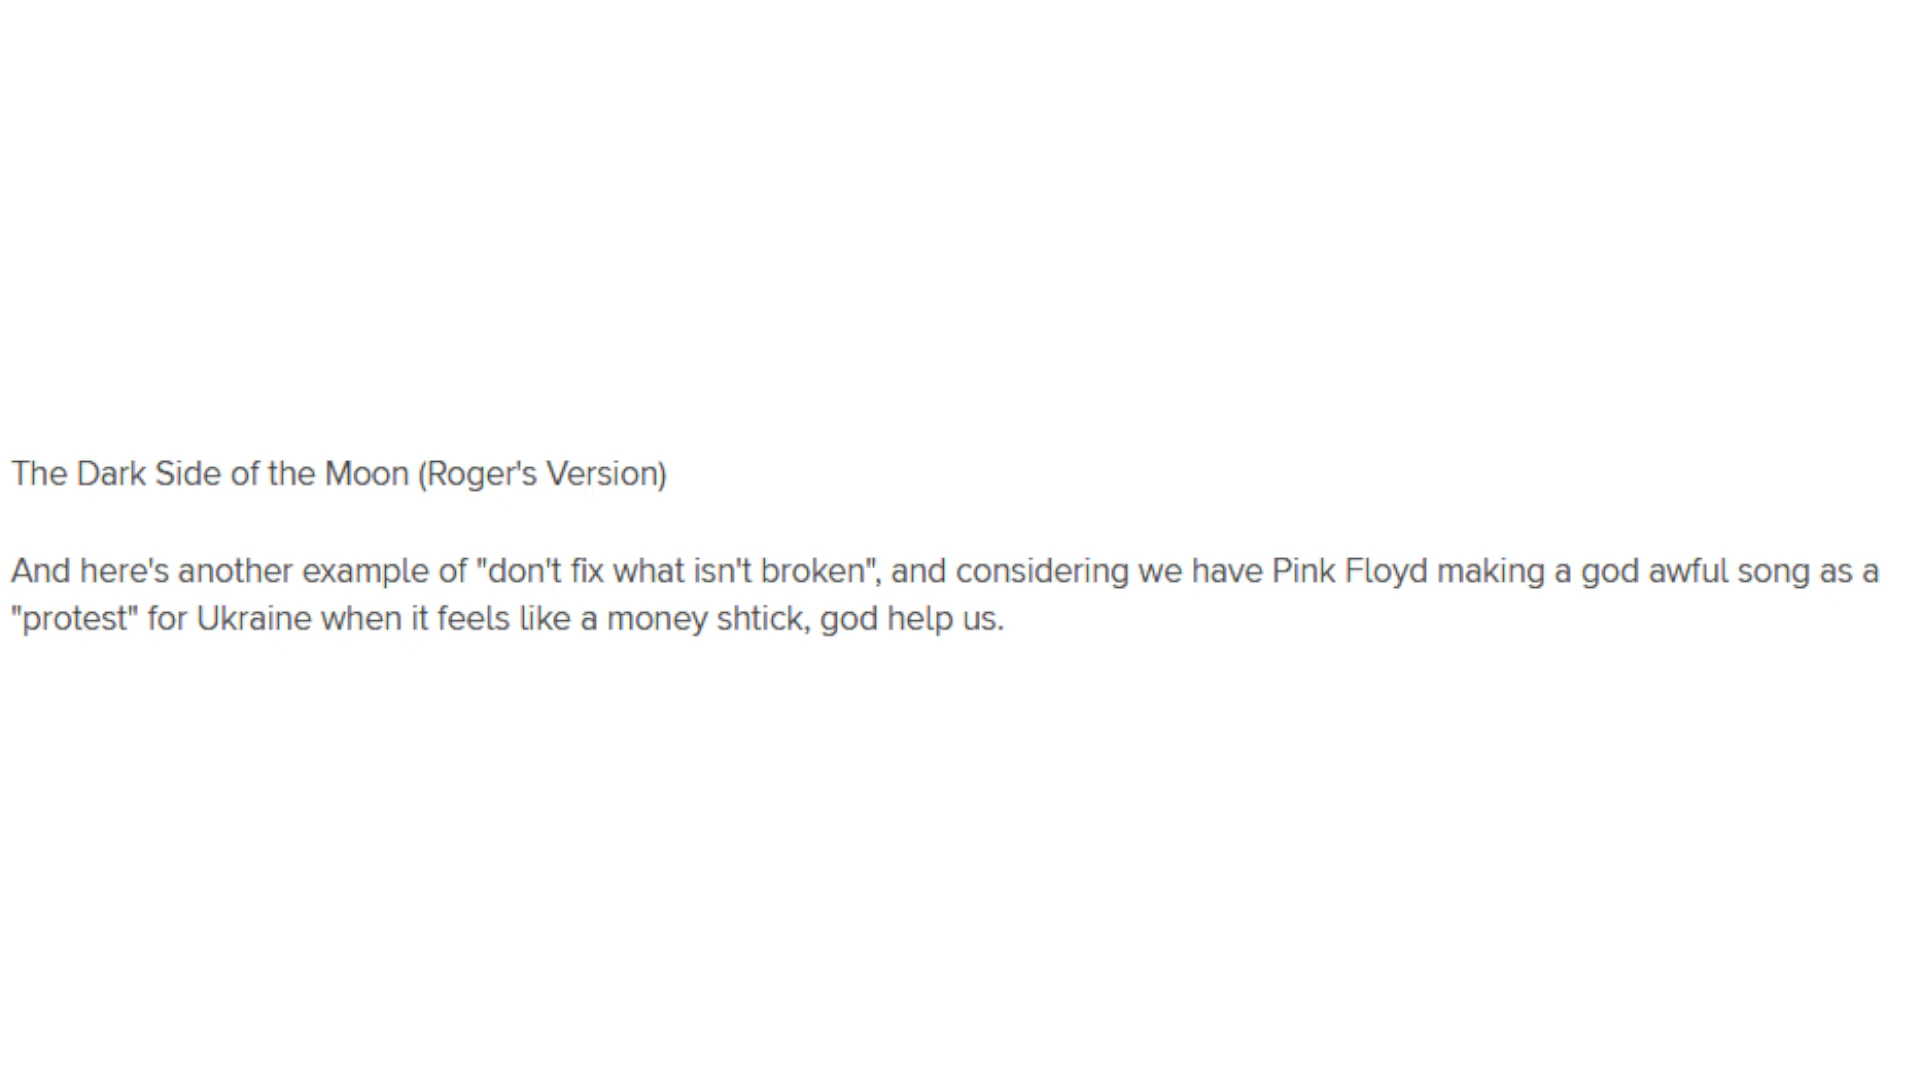 The Dark Side of the Moon (Roger's Version)
And here's another example of "don't fix what isn't broken", and considering we have Pink Floyd making a god awful song as a
"protest" for Ukraine when it feels like a money shtick, god help us.